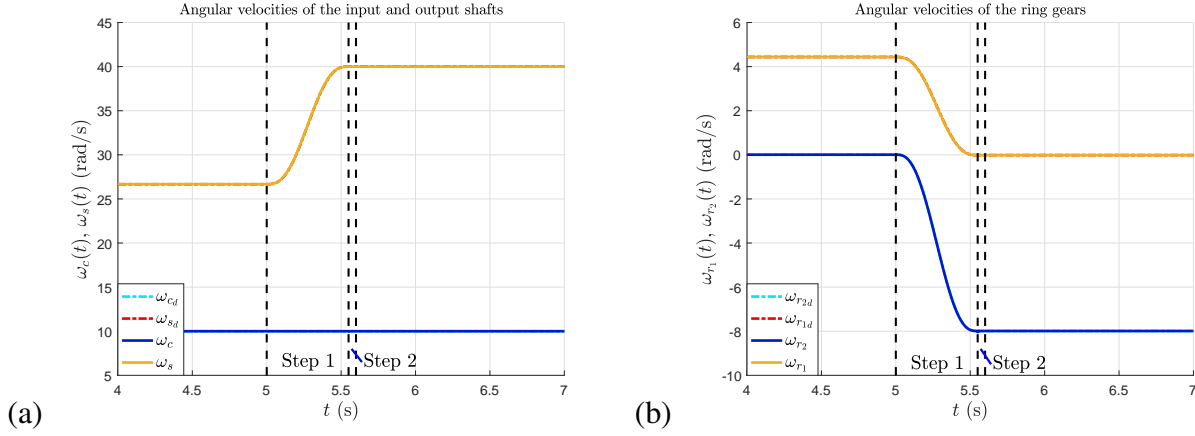 Angular velocities of the input and output shafts
45
40
35
30
25
20
15
10
5
ω_c(t), ω_s(t) (rad/s)
ω_{c_d}
ω_{s_d}
ω_c
ω_s
Step 1
Step 2
4 4.5 5 5.5 6 6.5 7
t (s)
(a)
Angular velocities of the ring gears
6
4
2
0
-2
-4
-6
-8
-10
ω_{r_1}(t), ω_{r_2}(t) (rad/s)
ω_{r_{2d}}
ω_{r_{1d}}
ω_{r_2}
ω_{r_1}
Step 1
Step 2
4 4.5 5 5.5 6 6.5 7
t (s)
(b)